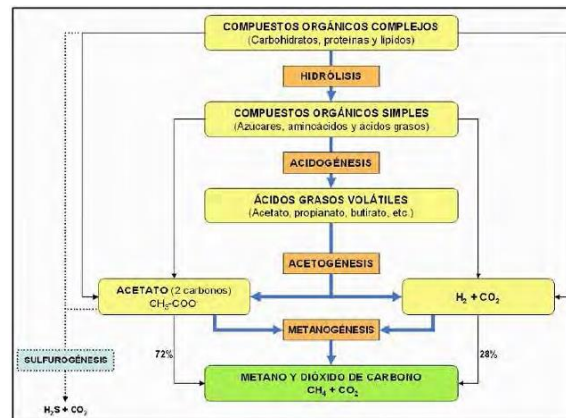 COMPUESTOS ORGÁNICOS COMPLEJOS
(Carbohidratos, proteínas y lípidos)
HIDRÓLISIS
COMPUESTOS ORGÁNICOS SIMPLES
(Azúcares, aminoácidos y ácidos grasos)
ACIDOGÉNESIS
ÁCIDOS GRASOS VOLÁTILES
(Acetato, propianato, butirato, etc.)
ACETOGÉNESIS
ACETATO (2 carbonos)
CH₃-COO
H₂ + CO₂
METANOGÉNESIS
SULFUROGÉNESIS
72%
28%
METANO Y DIÓXIDO DE CARBONO
CH₄ + CO₂
H₂S + CO₂